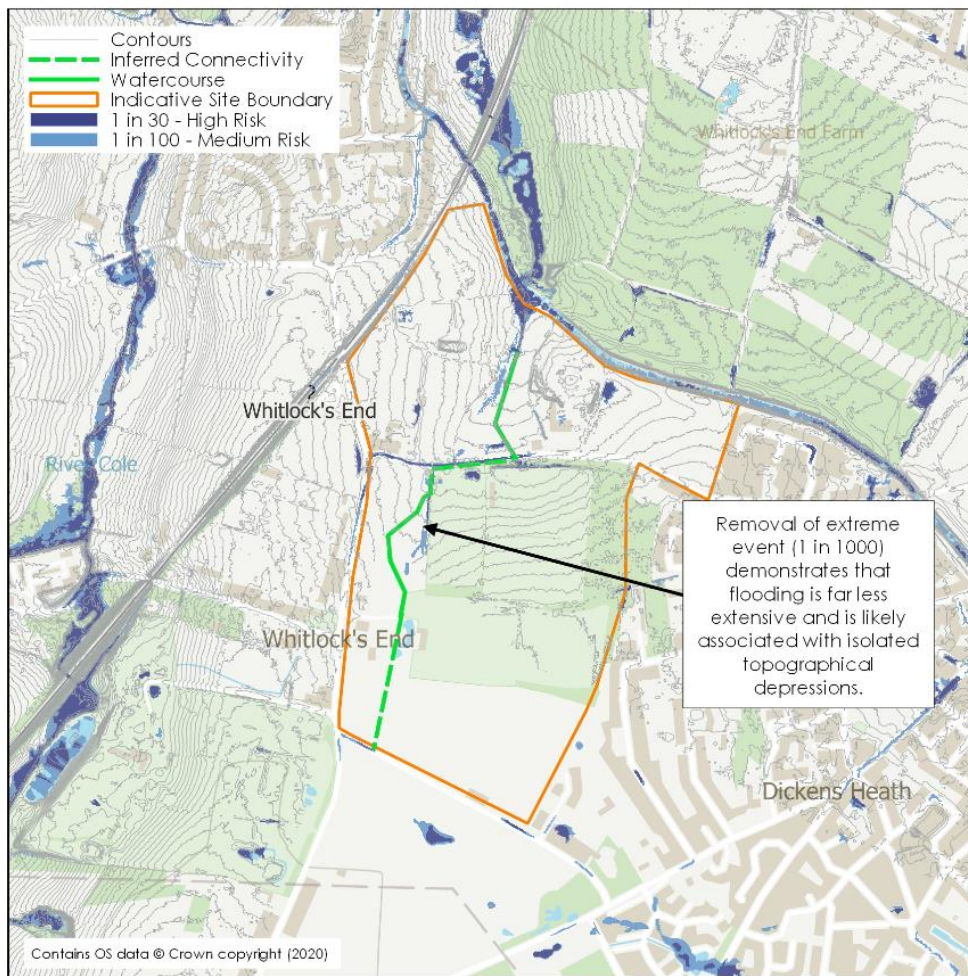 Contours
Inferred Connectivity
Watercourse
Indicative Site Boundary
1 in 30 - High Risk
1 in 100 - Medium Risk
Whitlock's End Farm
?
Whitlock's End
River Cole
Removal of extreme
event (1 in 1000)
demonstrates that
flooding is far less
extensive and is likely
associated with isolated
topographical
depressions.
Whitlock's End
Dickens Heath
Contains OS data © Crown copyright (2020)